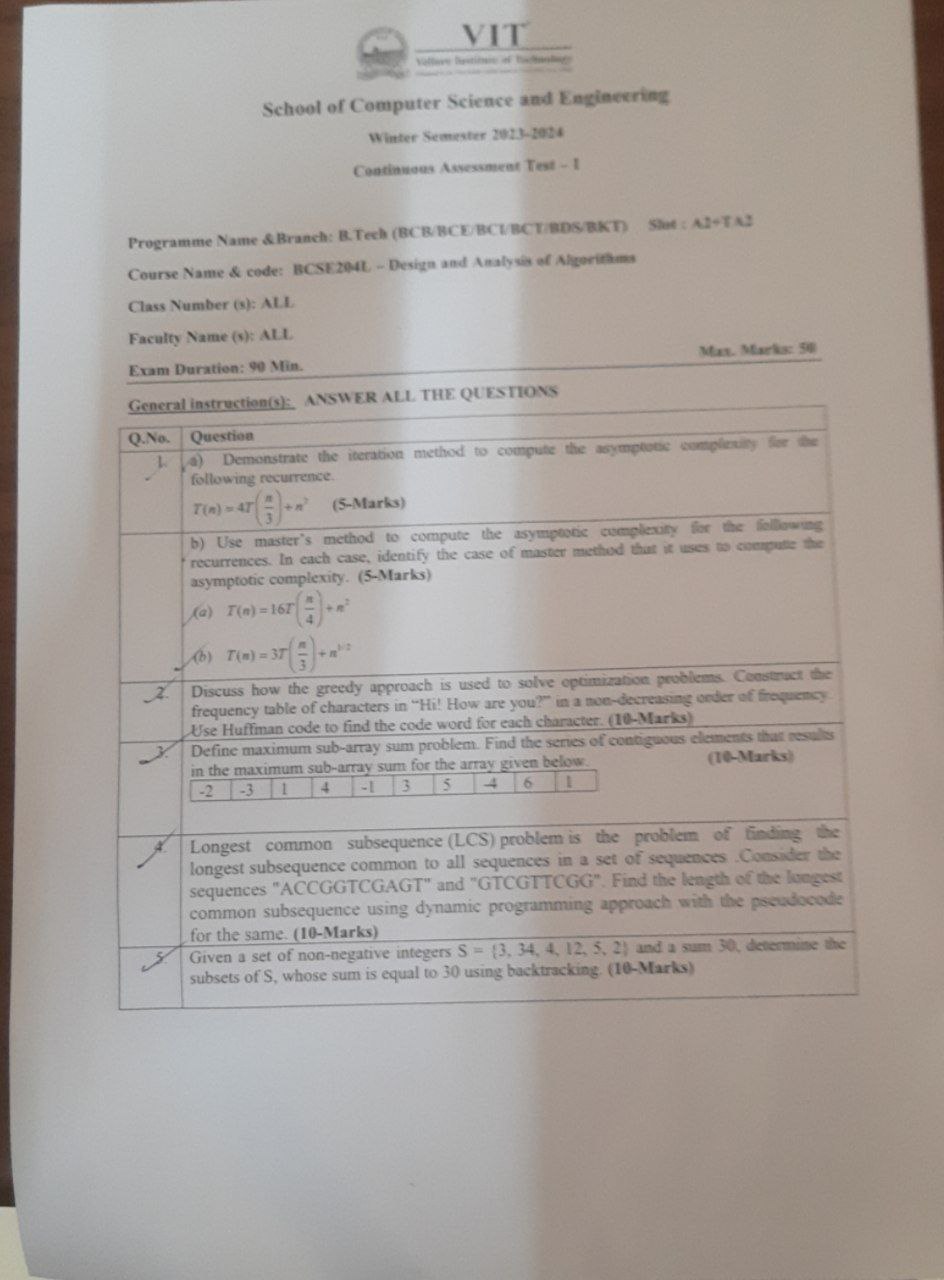 VIT
Vellore Institute of Technology
School of Computer Science and Engineering
Winter Semester 2023-2024
Continuous Assessment Test – I
Programme Name &Branch: B.Tech (BCB/BCE/BCI/BCT/BDS/BKT) Slot : A2+TA2
Course Name & code: BCSE204L – Design and Analysis of Algorithms
Class Number (s): ALL
Faculty Name (s): ALL
Exam Duration: 90 Min. Max. Marks: 50
General instruction(s): ANSWER ALL THE QUESTIONS
Q.No. Question
1. a) Demonstrate the iteration method to compute the asymptotic complexity for the
following recurrence.
T(n) = 4T(n/3) + n² (5-Marks)
b) Use master's method to compute the asymptotic complexity for the following
recurrences. In each case, identify the case of master method that it uses to compute the
asymptotic complexity. (5-Marks)
(a) T(n) = 16T(n/4) + n²
(b) T(n) = 3T(n/3) + n^1/2
2. Discuss how the greedy approach is used to solve optimization problems. Construct the
frequency table of characters in "Hi! How are you?" in a non-decreasing order of frequency.
Use Huffman code to find the code word for each character. (10-Marks)
3. Define maximum sub-array sum problem. Find the series of contiguous elements that results
in the maximum sub-array sum for the array given below. (10-Marks)
-2 -3 1 4 -1 3 5 -4 6 1
4. Longest common subsequence (LCS) problem is the problem of finding the
longest subsequence common to all sequences in a set of sequences .Consider the
sequences "ACCGGTCGAGT" and "GTCGTTCGG". Find the length of the longest
common subsequence using dynamic programming approach with the pseudocode
for the same. (10-Marks)
5. Given a set of non-negative integers S = {3, 34, 4, 12, 5, 2} and a sum 30, determine the
subsets of S, whose sum is equal to 30 using backtracking. (10-Marks)